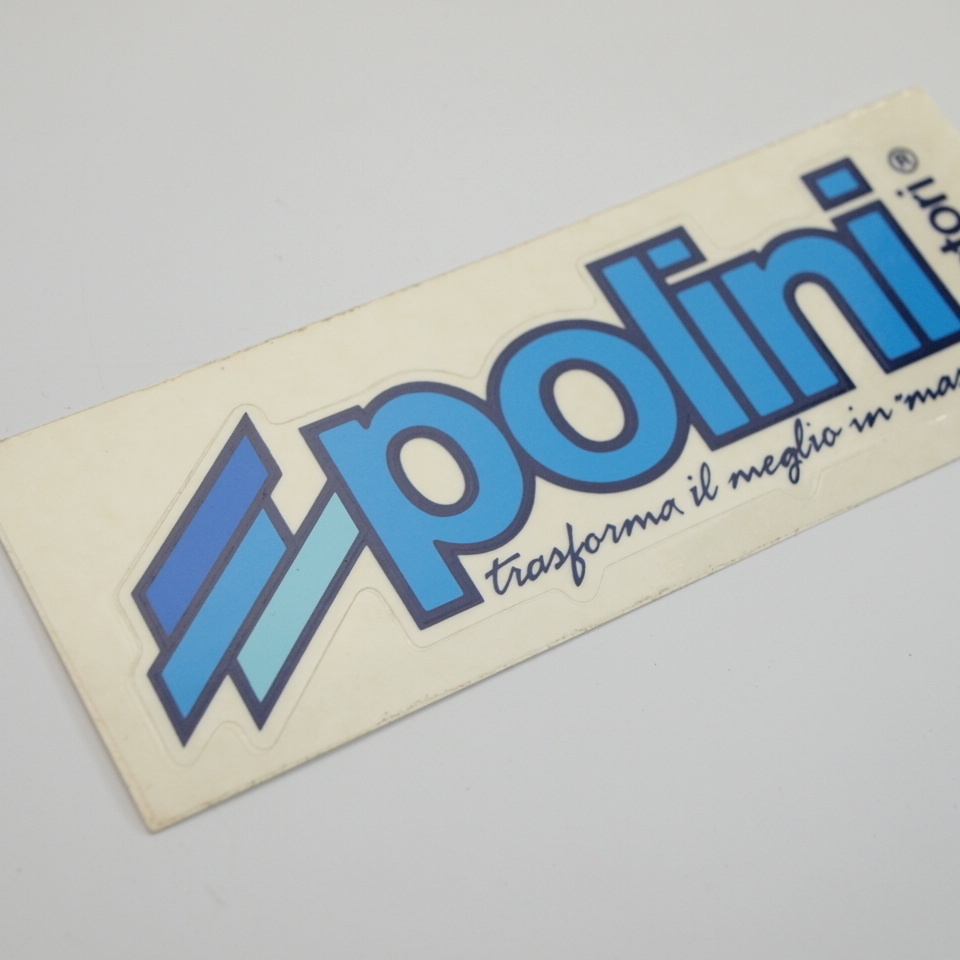 polini
®
trasforma il meglio in